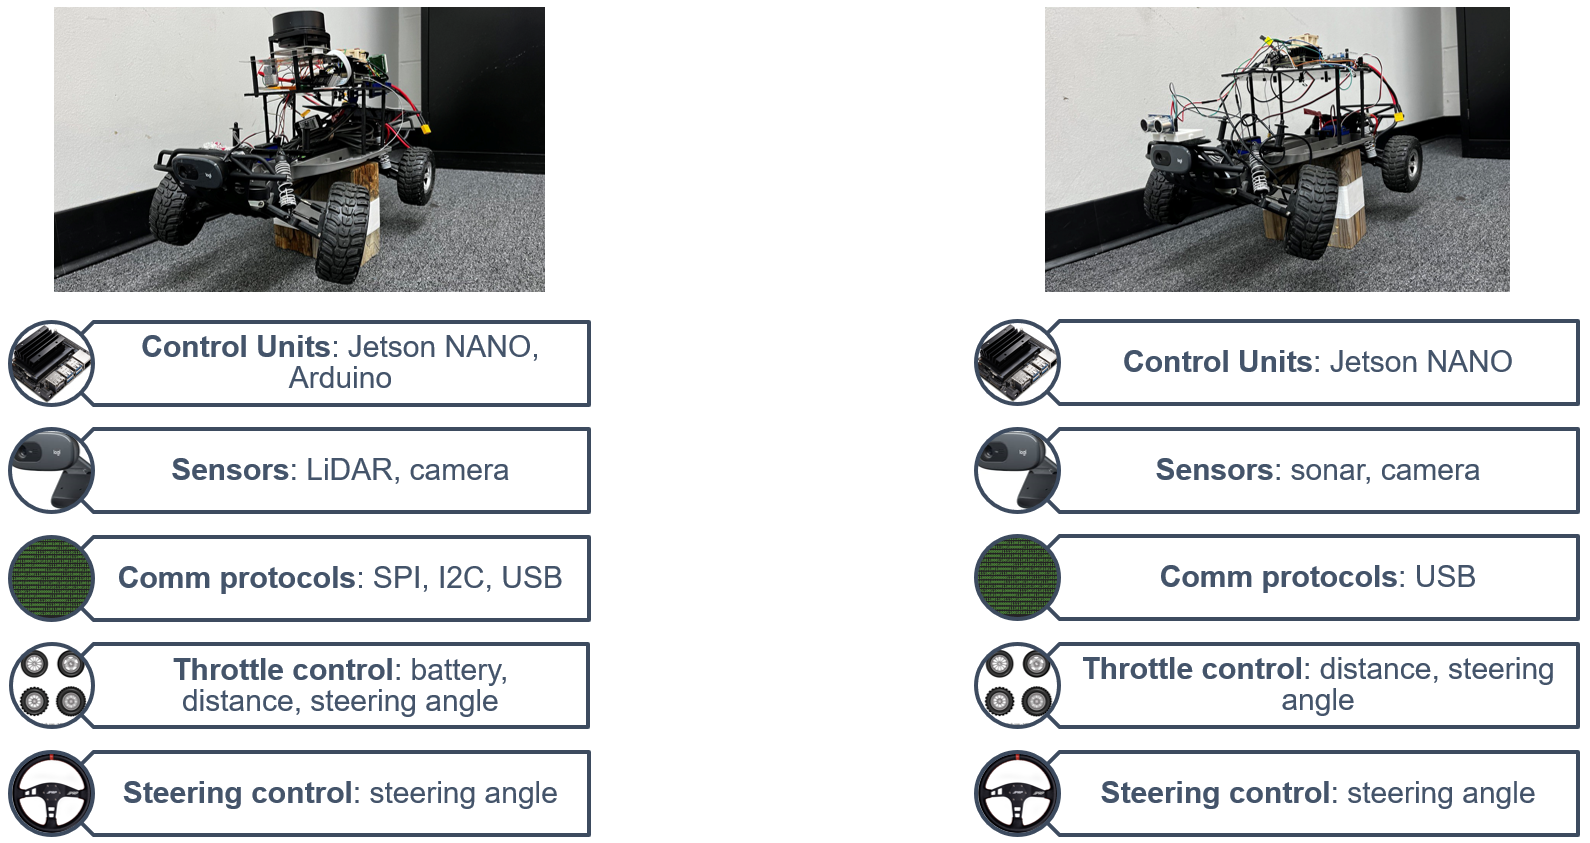 Control Units: Jetson NANO,
Arduino
Sensors: LiDAR, camera
Comm protocols: SPI, I2C, USB
Throttle control: battery,
distance, steering angle
Steering control: steering angle
Control Units: Jetson NANO
Sensors: sonar, camera
Comm protocols: USB
Throttle control: distance, steering
angle
Steering control: steering angle